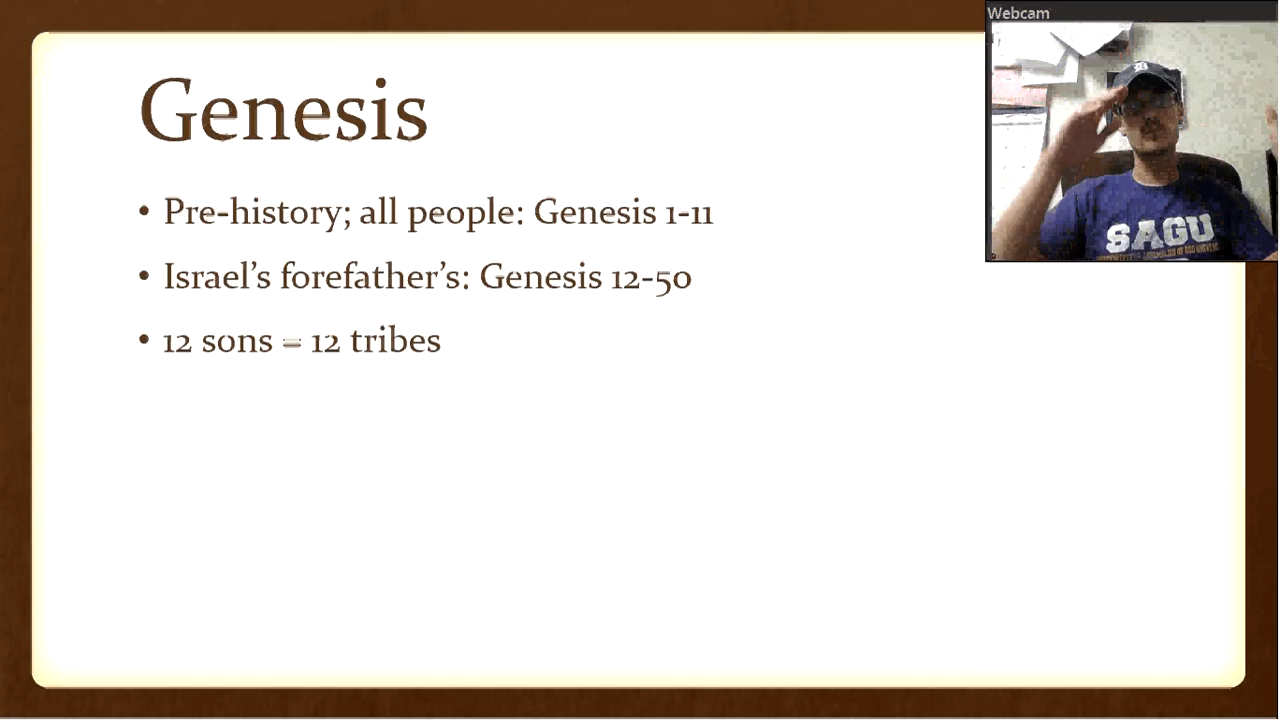 Webcam
Genesis
• Pre-history; all people: Genesis 1-11
• Israel’s forefather’s: Genesis 12-50
• 12 sons = 12 tribes
SAGU